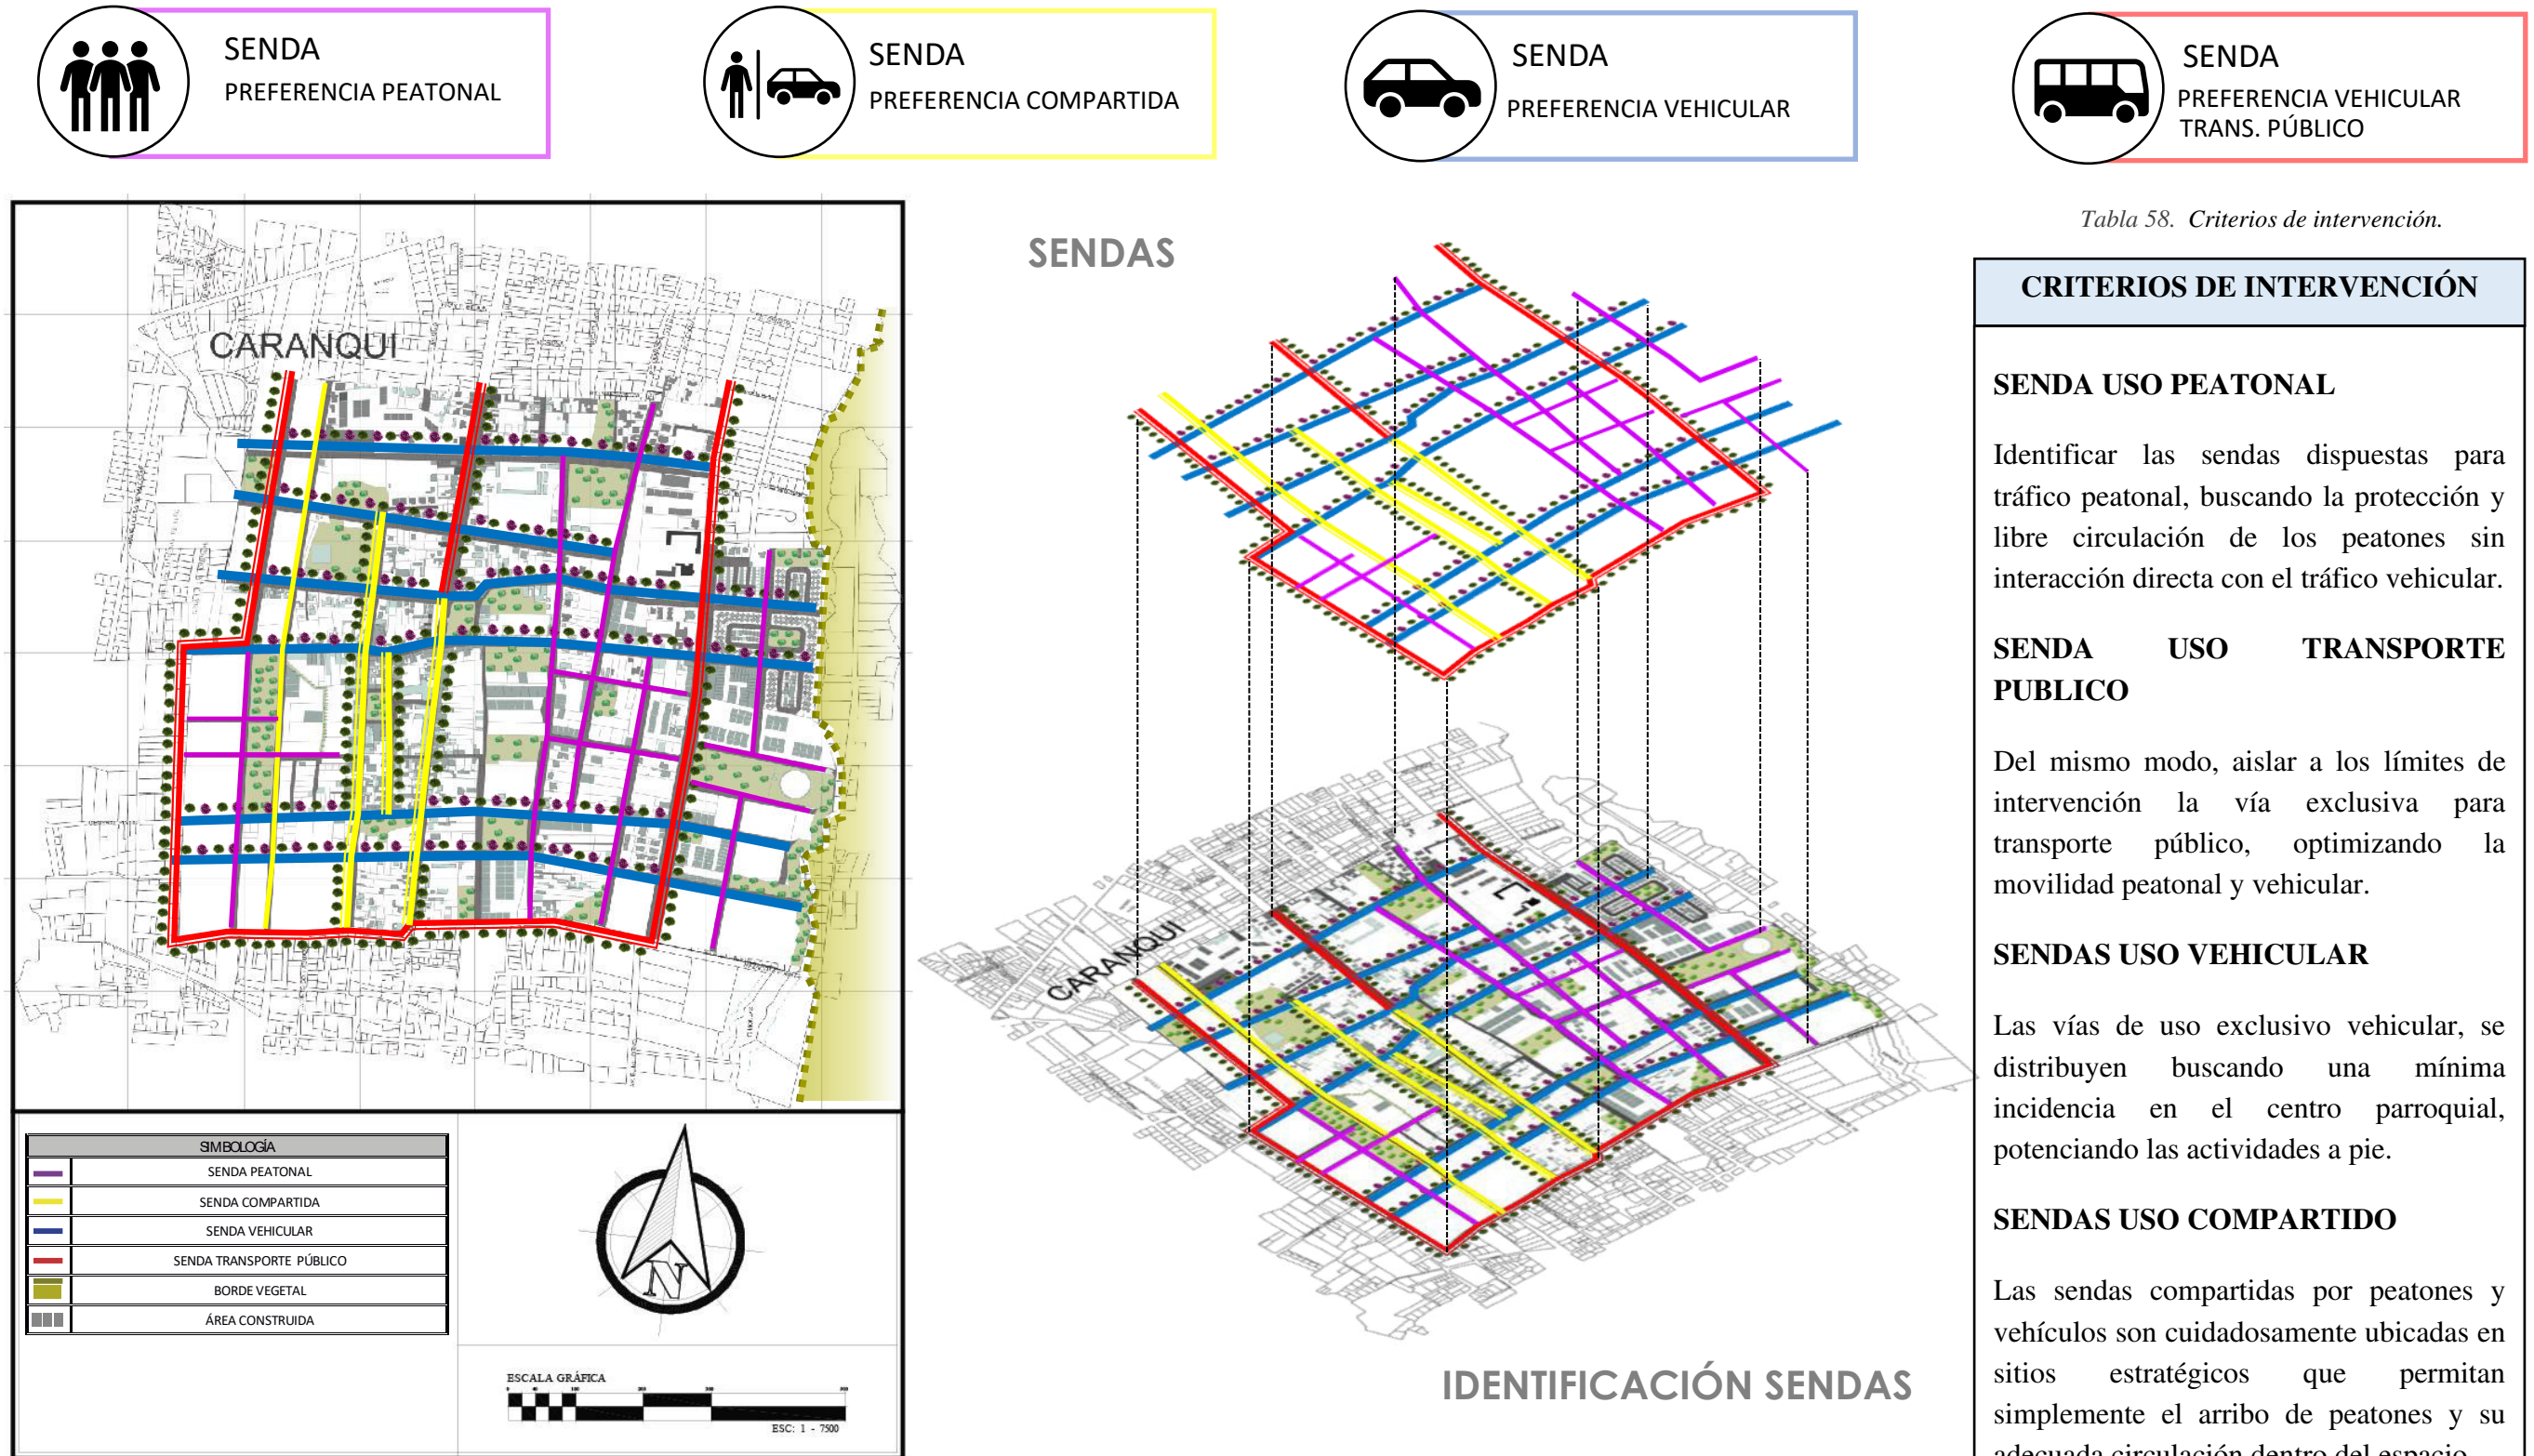 SENDA
PREFERENCIA PEATONAL
SENDA
PREFERENCIA COMPARTIDA
SENDA
PREFERENCIA VEHICULAR
SENDA
PREFERENCIA VEHICULAR
TRANS. PÚBLICO
CARANQUI
SIMBOLOGÍA
SENDA PEATONAL
SENDA COMPARTIDA
SENDA VEHICULAR
SENDA TRANSPORTE PÚBLICO
BORDE VEGETAL
ÁREA CONSTRUIDA
N
ESCALA GRÁFICA
ESC: 1 - 7500
SENDAS
CARANQUI
IDENTIFICACIÓN SENDAS
Tabla 58. Criterios de intervención.
CRITERIOS DE INTERVENCIÓN
SENDA USO PEATONAL
Identificar las sendas dispuestas para
tráfico peatonal, buscando la protección y
libre circulación de los peatones sin
interacción directa con el tráfico vehicular.
SENDA USO TRANSPORTE
PUBLICO
Del mismo modo, aislar a los límites de
intervención la vía exclusiva para
transporte público, optimizando la
movilidad peatonal y vehicular.
SENDAS USO VEHICULAR
Las vías de uso exclusivo vehicular, se
distribuyen buscando una mínima
incidencia en el centro parroquial,
potenciando las actividades a pie.
SENDAS USO COMPARTIDO
Las sendas compartidas por peatones y
vehículos son cuidadosamente ubicadas en
sitios estratégicos que permitan
simplemente el arribo de peatones y su
adecuada circulación dentro del espacio